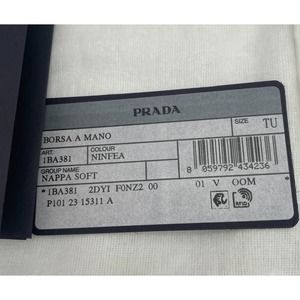 PRADA
BORSA A MANO
SIZE
TU
ART.
1BA381
COLOUR
NINFEA
GROUP NAME
NAPPA SOFT
8 059792 434236
*1BA381 2DYI F0NZ2 00 01 V OOM
P101 23 15311 A
RFID